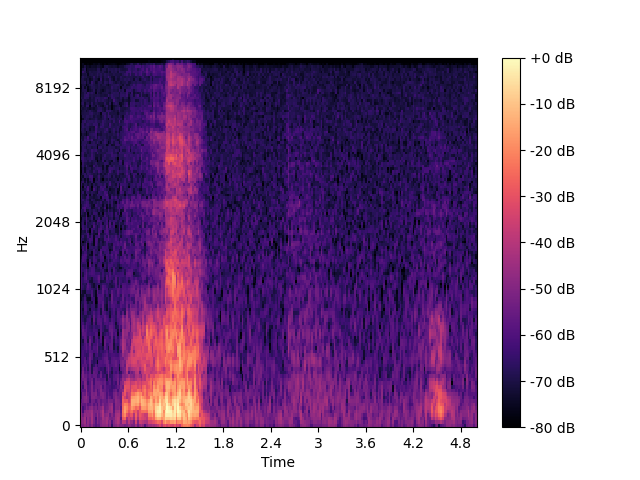 8192
4096
2048
1024
512
0
Hz
0 0.6 1.2 1.8 2.4 3 3.6 4.2 4.8
Time
+0 dB
-10 dB
-20 dB
-30 dB
-40 dB
-50 dB
-60 dB
-70 dB
-80 dB